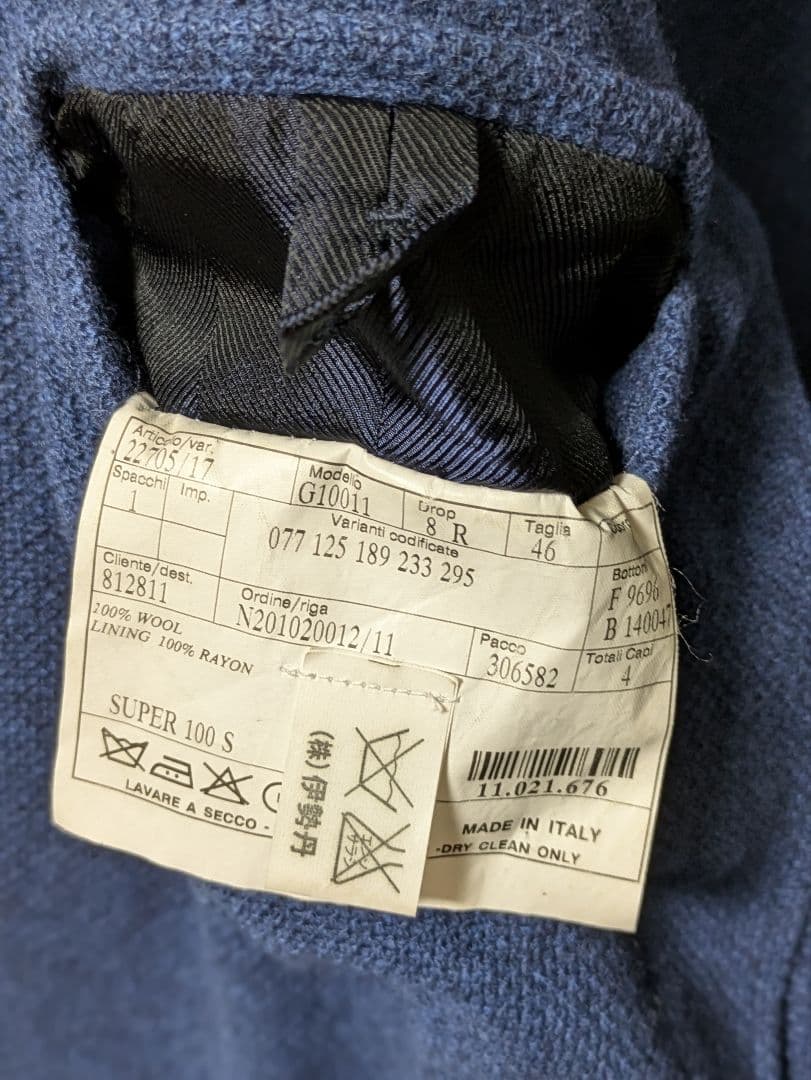 Articolo/var.
22705/17
Modello
G10011
Drop
8 R
Taglia
46
Spacchi
1
Imp.
Varianti codificate
077 125 189 233 295
Bottoni
F 9696
B 140047
Cliente/dest.
812811
Ordine/riga
N201020012/11
Pacco
306582
Totali Capi
4
100% WOOL
LINING 100% RAYON
SUPER 100 S
LAVARE A SECCO -
(株)伊勢丹
11.021.676
MADE IN ITALY
-DRY CLEAN ONLY